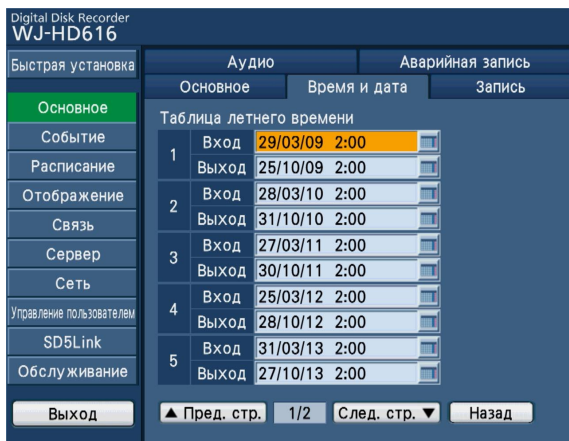 Digital Disk Recorder
WJ-HD616
Быстрая установка
Основное
Событие
Расписание
Отображение
Связь
Сервер
Сеть
Управление пользователем
SD5Link
Обслуживание
Выход
Аудио Аварийная запись
Основное Время и дата Запись
Таблица летнего времени
1 Вход 29/03/09 2:00
Выход 25/10/09 2:00
2 Вход 28/03/10 2:00
Выход 31/10/10 2:00
3 Вход 27/03/11 2:00
Выход 30/10/11 2:00
4 Вход 25/03/12 2:00
Выход 28/10/12 2:00
5 Вход 31/03/13 2:00
Выход 27/10/13 2:00
▲ Пред. стр. 1/2 След. стр. ▼ Назад